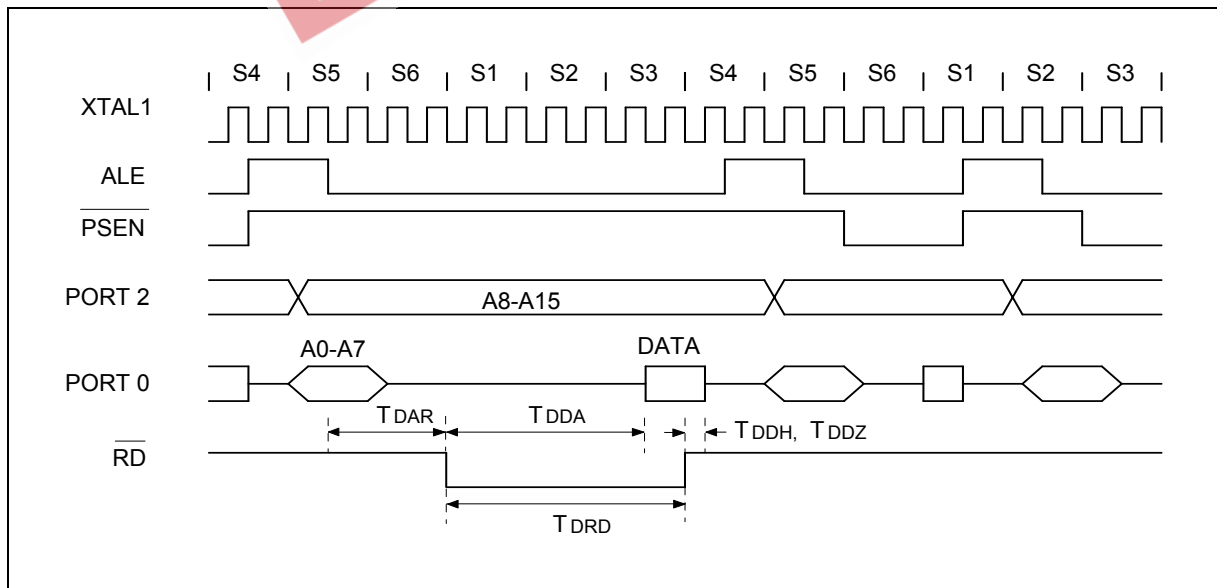 S4 S5 S6 S1 S2 S3 S4 S5 S6 S1 S2 S3
XTAL1
ALE
PSEN
PORT 2
A8-A15
A0-A7
DATA
PORT 0
TDAR
TDDA
TDDH, TDDZ
RD
TDRD